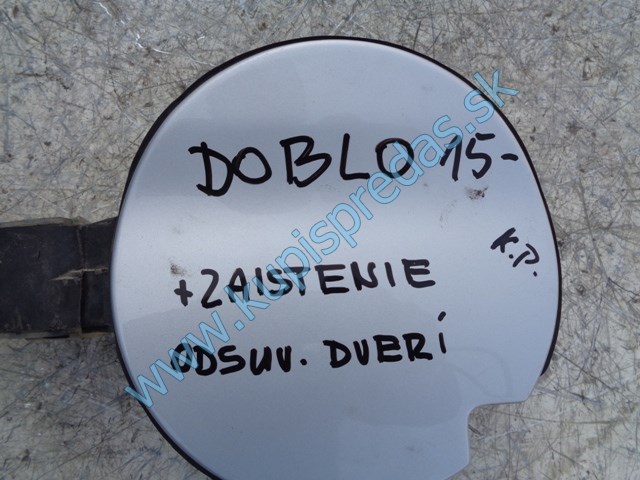 DOBLO 15-
K.P.
+ZAISTENIE
ODSUV. DVERÍ
www.kupispredas.sk